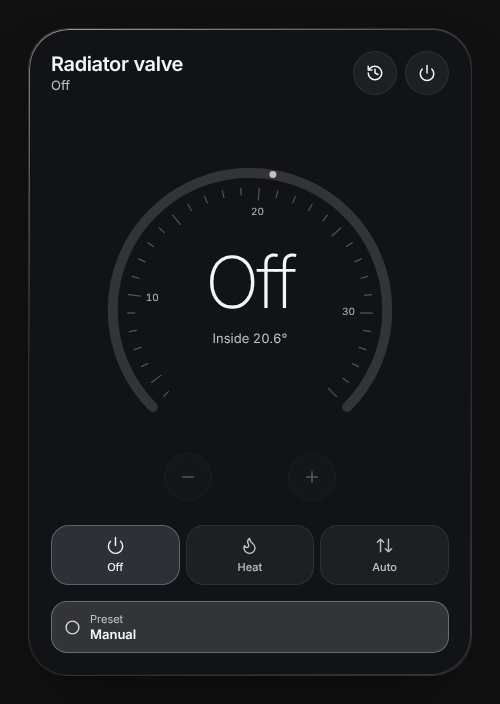 Radiator valve
Off
20
10
30
Off
Inside 20.6°
Off
Heat
Auto
Preset
Manual